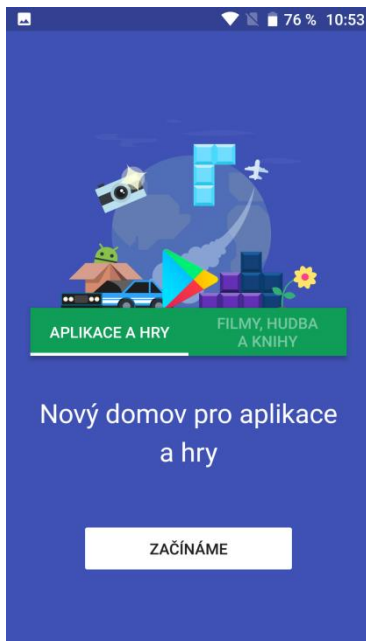 76 % 10:53
APLIKACE A HRY
FILMY, HUDBA
A KNIHY
Nový domov pro aplikace
a hry
ZAČÍNÁME